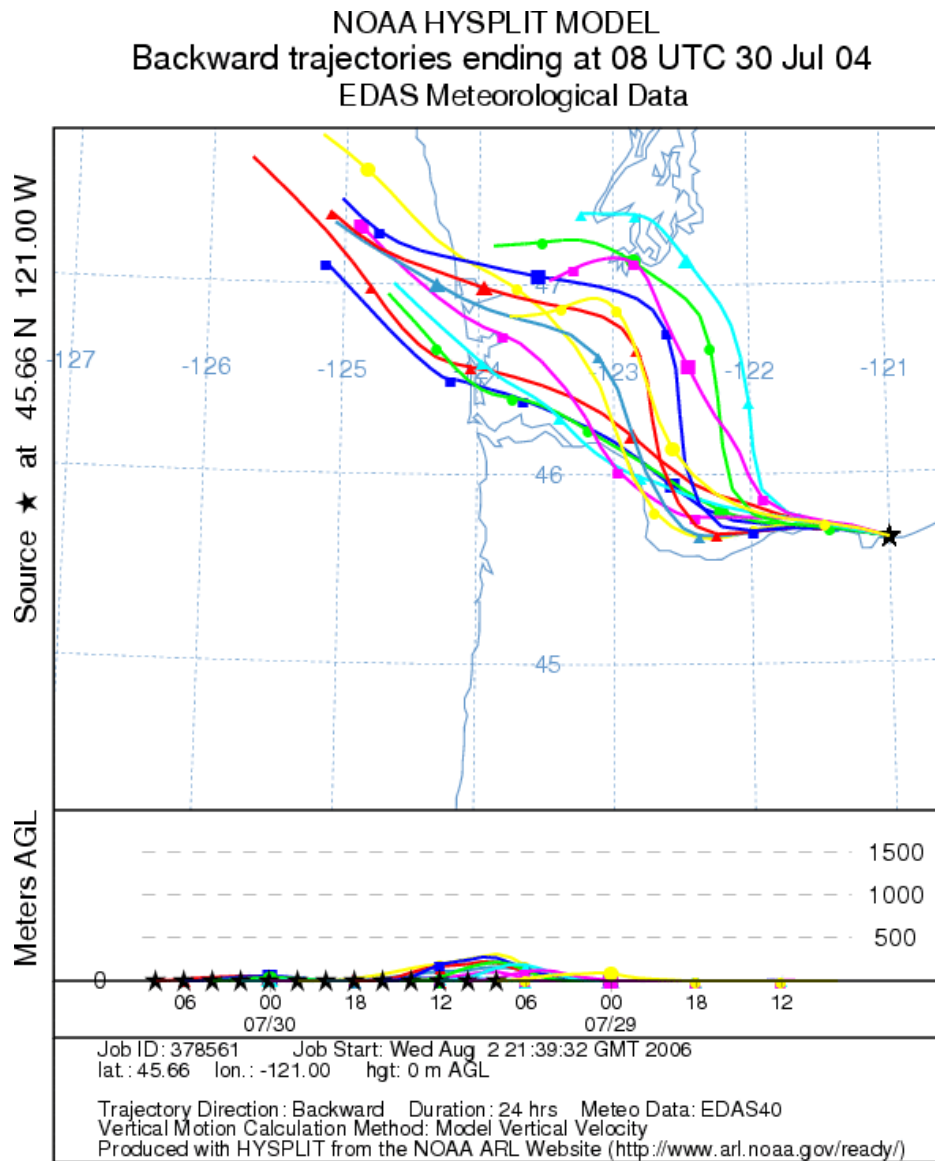 NOAA HYSPLIT MODEL
Backward trajectories ending at 08 UTC 30 Jul 04
EDAS Meteorological Data
Source ★ at 45.66 N 121.00 W
-127
-126
-125
-124
-123
-122
-121
47
46
45
Meters AGL
1500
1000
500
0
06 00 18 12 06 00 18 12
07/30 07/29
Job ID: 378561 Job Start: Wed Aug 2 21:39:32 GMT 2006
lat.: 45.66 lon.: -121.00 hgt: 0 m AGL
Trajectory Direction: Backward Duration: 24 hrs Meteo Data: EDAS40
Vertical Motion Calculation Method: Model Vertical Velocity
Produced with HYSPLIT from the NOAA ARL Website (http://www.arl.noaa.gov/ready/)